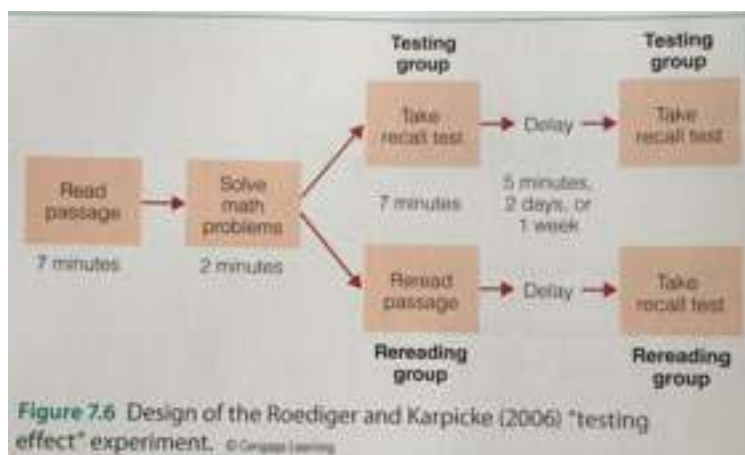 Testing
group
Testing
group
Take
recall test
Delay
Take
recall test
Read
passage
Solve
math
problems
7 minutes
5 minutes,
2 days, or
1 week
7 minutes
2 minutes
Reread
passage
Delay
Take
recall test
Rereading
group
Rereading
group
Figure 7.6 Design of the Roediger and Karpicke (2006) "testing
effect" experiment. © Cengage Learning